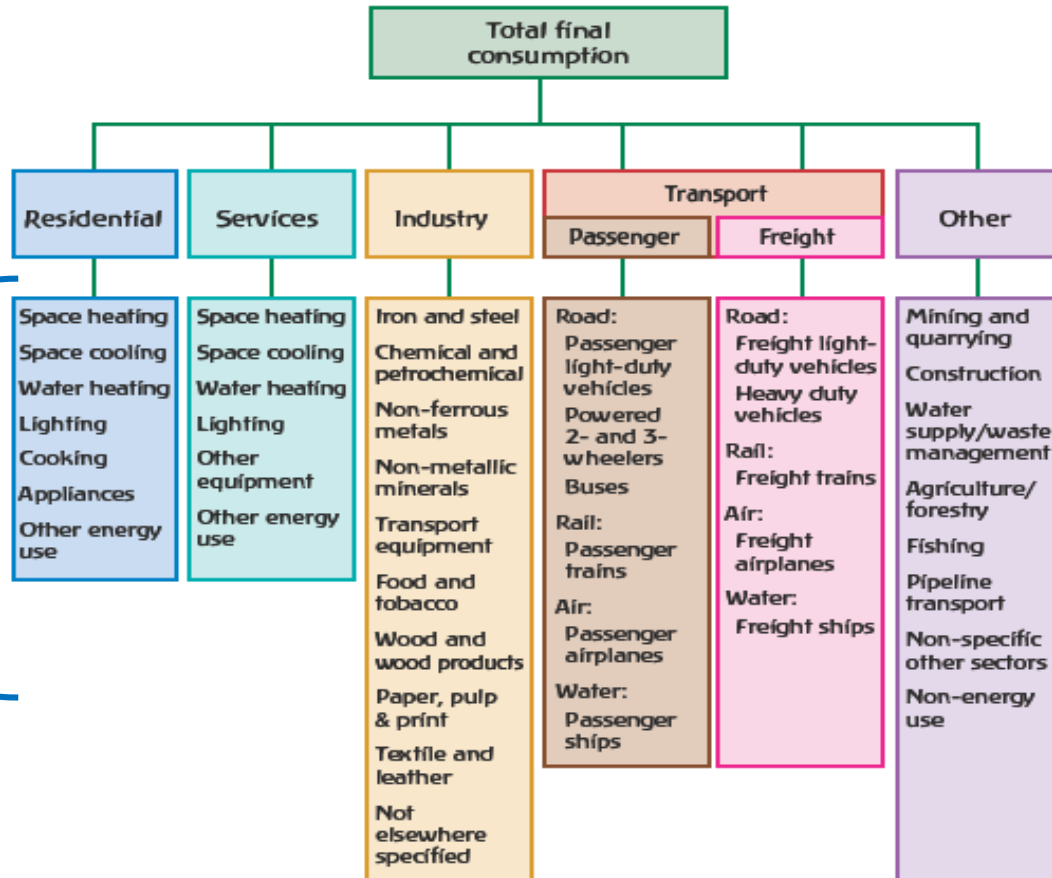 Total final
consumption
Residential
Services
Industry
Transport
Passenger
Freight
Other
Space heating
Space cooling
Water heating
Lighting
Cooking
Appliances
Other energy
use
Space heating
Space cooling
Water heating
Lighting
Other
equipment
Other energy
use
Iron and steel
Chemical and
petrochemical
Non-ferrous
metals
Non-metallic
minerals
Transport
equipment
Food and
tobacco
Wood and
wood products
Paper, pulp
& print
Textile and
leather
Not
elsewhere
specified
Road:
Passenger
light-duty
vehicles
Powered
2- and 3-
wheelers
Buses
Rail:
Passenger
trains
Air:
Passenger
airplanes
Water:
Passenger
ships
Road:
Freight light-
duty vehicles
Heavy duty
vehicles
Rail:
Freight trains
Air:
Freight
airplanes
Water:
Freight ships
Mining and
quarrying
Construction
Water
supply/waste
management
Agriculture/
forestry
Fishing
Pipeline
transport
Non-specific
other sectors
Non-energy
use